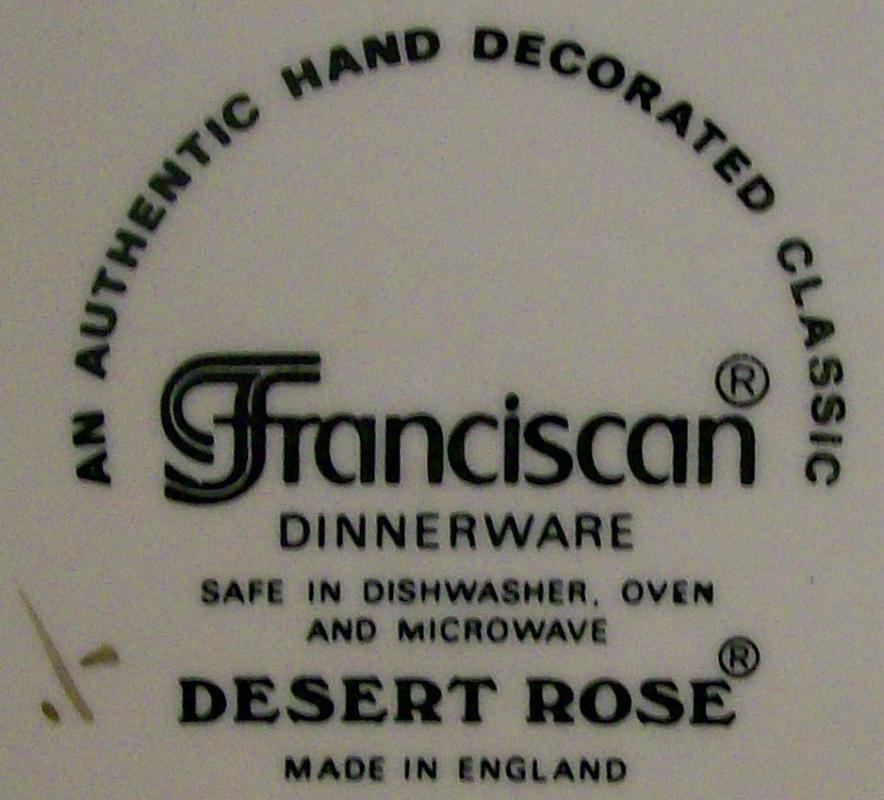 AN AUTHENTIC HAND DECORATED CLASSIC
Franciscan®
DINNERWARE
SAFE IN DISHWASHER, OVEN
AND MICROWAVE
DESERT ROSE®
MADE IN ENGLAND